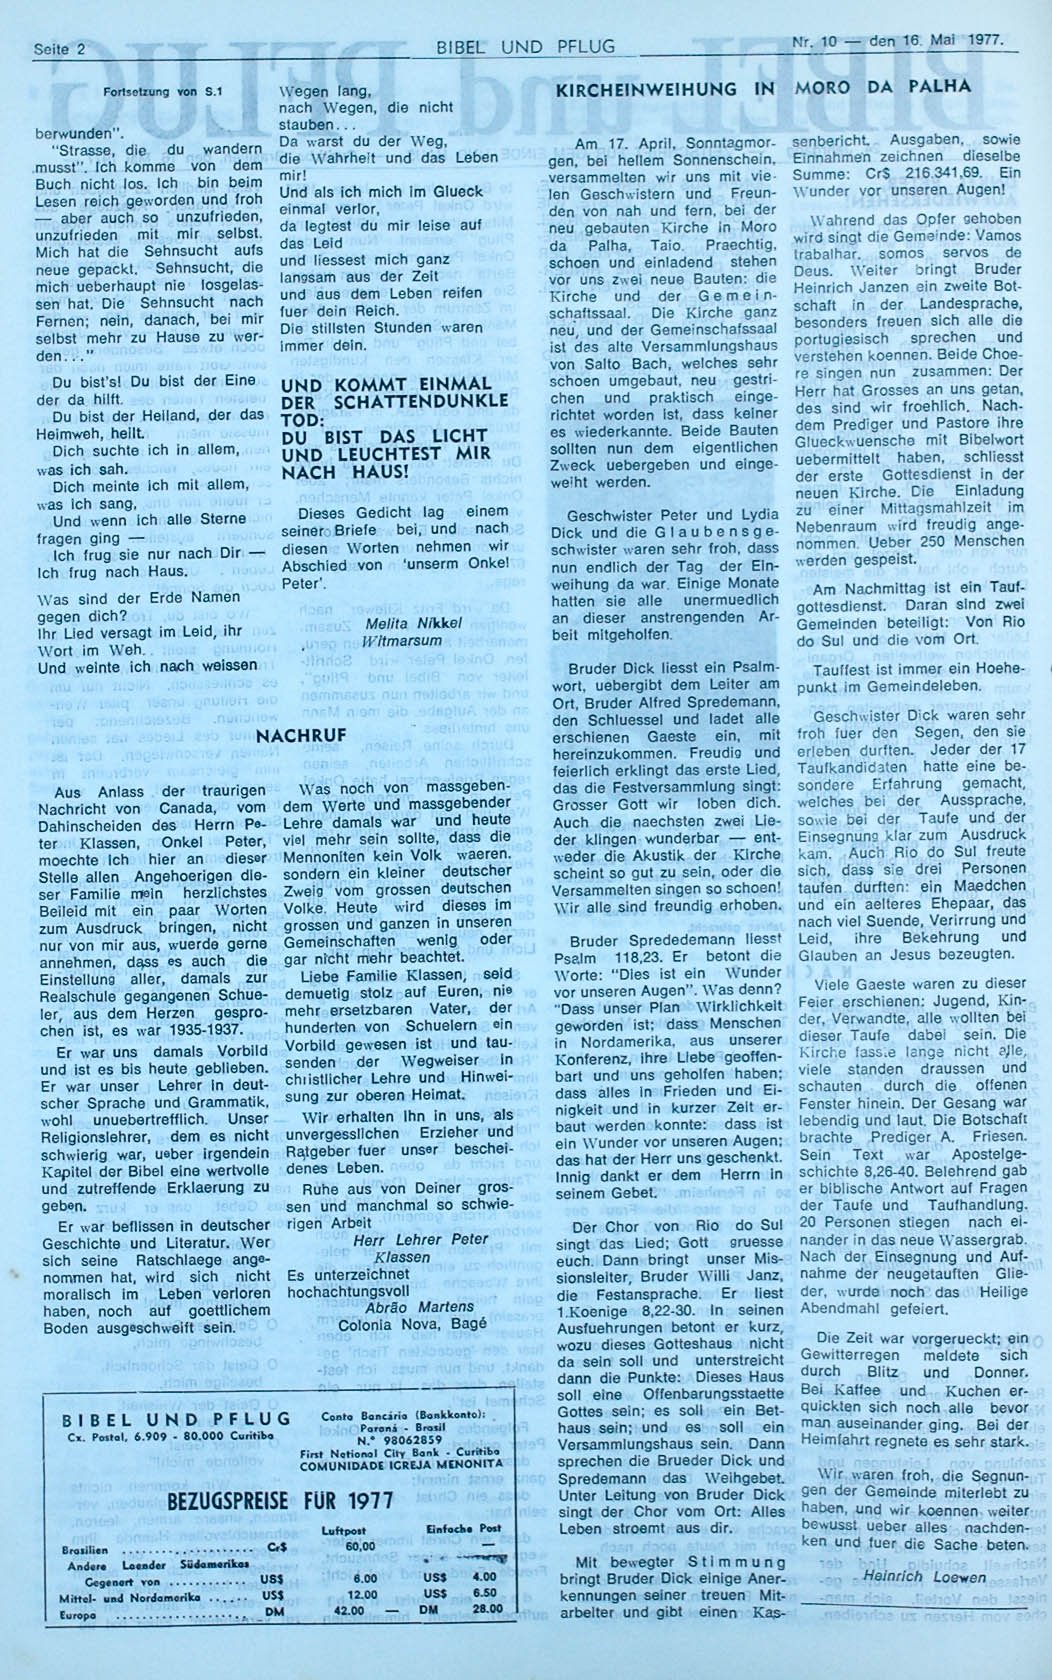 Seite 2
BIBEL UND PFLUG
Nr. 10 — den 16. Mai 1977.
Fortsetzung von S.1
berwunden".
"Strasse, die du wandern
musst". Ich komme von dem
Buch nicht los. Ich bin beim
Lesen reich geworden und froh
— aber auch so unzufrieden,
unzufrieden mit mir selbst.
Mich hat die Sehnsucht aufs
neue gepackt. Sehnsucht, die
mich ueberhaupt nie losgelas-
sen hat. Die Sehnsucht nach
Fernen; nein, danach, bei mir
selbst mehr zu Hause zu wer-
den..."
Du bist's! Du bist der Eine
der da hilft.
Du bist der Heiland, der das
Heimweh, heilt.
Dich suchte ich in allem,
was ich sah.
Dich meinte ich mit allem,
was ich sang,
Und wenn ich alle Sterne
fragen ging —
Ich frug sie nur nach Dir —
Ich frug nach Haus.
Was sind der Erde Namen
gegen dich?
Ihr Lied versagt im Leid, ihr
Wort im Weh.
Und weinte ich nach weissen
Wegen lang,
nach Wegen, die nicht
stauben...
Da warst du der Weg,
die Wahrheit und das Leben
mir!
Und als ich mich im Glueck
einmal verlor,
da legtest du mir leise auf
das Leid
und liessest mich ganz
langsam aus der Zeit
und aus dem Leben reifen
fuer dein Reich.
Die stillsten Stunden waren
immer dein.
UND KOMMT EINMAL
DER SCHATTENDUNKLE
TOD:
DU BIST DAS LICHT
UND LEUCHTEST MIR
NACH HAUS!
Dieses Gedicht lag einem
seiner Briefe bei, und nach
diesen Worten nehmen wir
Abschied von 'unserm Onkel
Peter'.
Melita Nikkel
Witmarsum
NACHRUF
Aus Anlass der traurigen
Nachricht von Canada, vom
Dahinscheiden des Herrn Pe-
ter Klassen, Onkel Peter,
moechte ich hier an dieser
Stelle allen Angehoerigen die-
ser Familie mein herzlichstes
Beileid mit ein paar Worten
zum Ausdruck bringen, nicht
nur von mir aus, wuerde gerne
annehmen, dass es auch die
Einstellung aller, damals zur
Realschule gegangenen Schue-
ler, aus dem Herzen gespro-
chen ist, es war 1935-1937.
Er war uns damals Vorbild
und ist es bis heute geblieben.
Er war unser Lehrer in deut-
scher Sprache und Grammatik,
wohl unuebertrefflich. Unser
Religionslehrer, dem es nicht
schwierig war, ueber irgendein
Kapitel der Bibel eine wertvolle
und zutreffende Erklaerung zu
geben.
Er war beflissen in deutscher
Geschichte und Literatur. Wer
sich seine Ratschlaege ange-
nommen hat, wird sich nicht
moralisch im Leben verloren
haben, noch auf goettlichem
Boden ausgeschweift sein.
Was noch von massgeben-
dem Werte und massgebender
Lehre damals war und heute
viel mehr sein sollte, dass die
Mennoniten kein Volk waeren,
sondern ein kleiner deutscher
Zweig vom grossen deutschen
Volke. Heute wird dieses im
grossen und ganzen in unseren
Gemeinschaften wenig oder
gar nicht mehr beachtet.
Liebe Familie Klassen, seid
demuetig stolz auf Euren, nie
mehr ersetzbaren Vater, der
hunderten von Schuelern ein
Vorbild gewesen ist und tau-
senden der Wegweiser in
christlicher Lehre und Hinwei-
sung zur oberen Heimat.
Wir erhalten Ihn in uns, als
unvergesslichen Erzieher und
Ratgeber fuer unser beschei-
denes Leben.
Ruhe aus von Deiner gros-
sen und manchmal so schwie-
rigen Arbeit
Herr Lehrer Peter
Klassen
Es unterzeichnet
hochachtungsvoll
Abrão Martens
Colonia Nova, Bagé
BIBEL UND PFLUG
Cx. Postal, 6.909 - 80.000 Curitiba
Conta Bancária (Bankkonto):
Paraná - Brasil
N.º 98062859
First National City Bank - Curitiba
COMUNIDADE IGREJA MENONITA
BEZUGSPREISE FÜR 1977
Luftpost Einfache Post
Brasilien .................. Cr$ 60,00 —
Andere Laender Südamerikas
Gegenert von ............ US$ 6.00 US$ 4.00
Mittel- und Nordamerika ...... US$ 12.00 US$ 6.50
Europa ...................... DM 42.00 — DM 28.00
KIRCHEINWEIHUNG IN MORO DA PALHA
Am 17. April, Sonntagmor-
gen, bei hellem Sonnenschein,
versammelten wir uns mit vie-
len Geschwistern und Freun-
den von nah und fern, bei der
neu gebauten Kirche in Moro
da Palha, Taio. Praechtig,
schoen und einladend stehen
vor uns zwei neue Bauten: die
Kirche und der Gemein-
schaftssaal. Die Kirche ganz
neu, und der Gemeinschafssaal
ist des alte Versammlungshaus
von Salto Bach, welches sehr
schoen umgebaut, neu gestri-
chen und praktisch einge-
richtet worden ist, dass keiner
es wiederkannte. Beide Bauten
sollten nun dem eigentlichen
Zweck uebergeben und einge-
weiht werden.
Geschwister Peter und Lydia
Dick und die Glaubensge-
schwister waren sehr froh, dass
nun endlich der Tag der Ein-
weihung da war. Einige Monate
hatten sie alle unermuedlich
an dieser anstrengenden Ar-
beit mitgeholfen.
Bruder Dick liesst ein Psalm-
wort, uebergibt dem Leiter am
Ort, Bruder Alfred Spredemann,
den Schluessel und ladet alle
erschienen Gaeste ein, mit
hereinzukommen. Freudig und
feierlich erklingt das erste Lied,
das die Festversammlung singt:
Grosser Gott wir loben dich.
Auch die naechsten zwei Lie-
der klingen wunderbar — ent-
weder die Akustik der Kirche
scheint so gut zu sein, oder die
Versammelten singen so schoen!
Wir alle sind freundig erhoben.
Bruder Sprededemann liesst
Psalm 118,23. Er betont die
Worte: "Dies ist ein Wunder
vor unseren Augen". Was denn?
"Dass unser Plan Wirklichkeit
geworden ist; dass Menschen
in Nordamerika, aus unserer
Konferenz, ihre Liebe geoffen-
bart und uns geholfen haben;
dass alles in Frieden und Ei-
nigkeit und in kurzer Zeit er-
baut werden konnte: dass ist
ein Wunder vor unseren Augen;
das hat der Herr uns geschenkt.
Innig dankt er dem Herrn in
seinem Gebet.
Der Chor von Rio do Sul
singt das Lied; Gott gruesse
euch. Dann bringt unser Mis-
sionsleiter, Bruder Willi Janz,
die Festansprache. Er liest
1.Koenige 8,22-30. In seinen
Ausfuehrungen betont er kurz,
wozu dieses Gotteshaus nicht
da sein soll und unterstreicht
dann die Punkte: Dieses Haus
soll eine Offenbarungsstaette
Gottes sein; es soll ein Bet-
haus sein; und es soll ein
Versammlungshaus sein. Dann
sprechen die Brueder Dick und
Spredemann das Weihgebet.
Unter Leitung von Bruder Dick
singt der Chor vom Ort: Alles
Leben stroemt aus dir.
Mit bewegter Stimmung
bringt Bruder Dick einige Aner-
kennungen seiner treuen Mit-
arbeiter und gibt einen Kas-
senbericht. Ausgaben, sowie
Einnahmen zeichnen dieselbe
Summe: Cr$ 216.341,69. Ein
Wunder vor unseren Augen!
Wahrend das Opfer gehoben
wird singt die Gemeinde: Vamos
trabalhar. somos servos de
Deus. Weiter bringt Bruder
Heinrich Janzen ein zweite Bot-
schaft in der Landesprache,
besonders freuen sich alle die
portugiesisch sprechen und
verstehen koennen. Beide Choe-
re singen nun zusammen: Der
Herr hat Grosses an uns getan,
des sind wir froehlich. Nach-
dem Prediger und Pastore ihre
Glueckwuensche mit Bibelwort
uebermittelt haben, schliesst
der erste Gottesdienst in der
neuen Kirche. Die Einladung
zu einer Mittagsmahlzeit im
Nebenraum wird freudig ange-
nommen. Ueber 250 Menschen
werden gespeist.
Am Nachmittag ist ein Tauf-
gottesdienst. Daran sind zwei
Gemeinden beteiligt: Von Rio
do Sul und die vom Ort.
Tauffest ist immer ein Hoehe-
punkt im Gemeindeleben.
Geschwister Dick waren sehr
froh fuer den Segen, den sie
erleben durften. Jeder der 17
Taufkandidaten hatte eine be-
sondere Erfahrung gemacht,
welches bei der Aussprache,
sowie bei der Taufe und der
Einsegnung klar zum Ausdruck
kam. Auch Rio do Sul freute
sich, dass sie drei Personen
taufen durften: ein Maedchen
und ein aelteres Ehepaar, das
nach viel Suende, Verirrung und
Leid, ihre Bekehrung und
Glauben an Jesus bezeugten.
Viele Gaeste waren zu dieser
Feier erschienen: Jugend, Kin-
der, Verwandte, alle wollten bei
dieser Taufe dabei sein. Die
Kirche fasste lange nicht alle,
viele standen draussen und
schauten durch die offenen
Fenster hinein. Der Gesang war
lebendig und laut. Die Botschaft
brachte Prediger A. Friesen.
Sein Text war Apostelge-
schichte 8,26-40. Belehrend gab
er biblische Antwort auf Fragen
der Taufe und Taufhandlung.
20 Personen stiegen nach ei-
nander in das neue Wassergrab.
Nach der Einsegnung und Auf-
nahme der neugetauften Glie-
der, wurde noch das Heilige
Abendmahl gefeiert.
Die Zeit war vorgerueckt; ein
Gewitterregen meldete sich
durch Blitz und Donner.
Bei Kaffee und Kuchen er-
quickten sich noch alle bevor
man auseinander ging. Bei der
Heimfahrt regnete es sehr stark.
Wir waren froh, die Segnun-
gen der Gemeinde miterlebt zu
haben, und wir koennen weiter
bewusst ueber alles nachden-
ken und fuer die Sache beten.
Heinrich Loewen